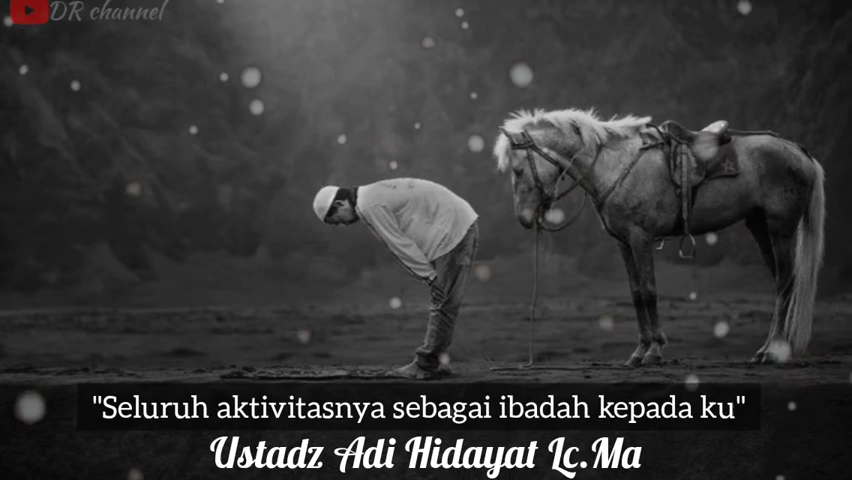 DR channel
"Seluruh aktivitasnya sebagai ibadah kepada ku"
Ustadz Adi Hidayat Lc.Ma